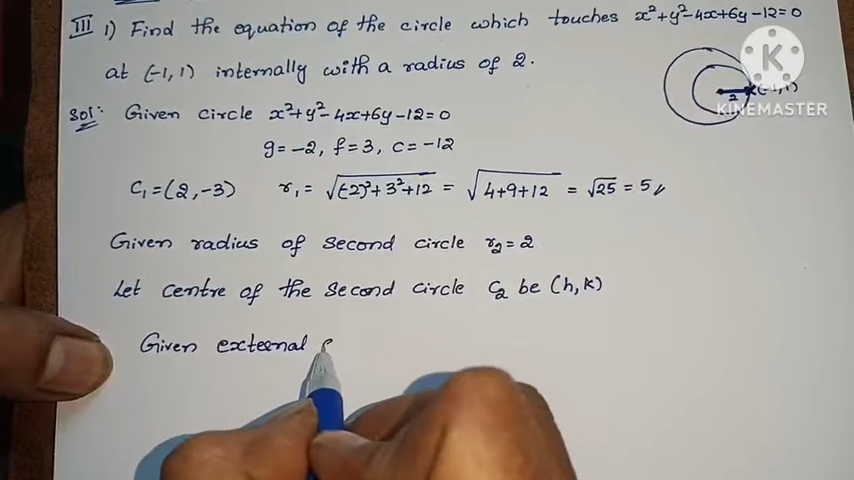 III 1) Find the equation of the circle which touches x²+y²-4x+6y-12=0
at (-1,1) internally with a radius of 2.
Sol: Given circle x²+y²-4x+6y-12=0
g=-2, f=3, c=-12
C₁=(2,-3) r₁ = √(-2)²+3²+12 = √4+9+12 = √25 = 5
Given radius of second circle r₂=2
Let centre of the second circle C₂ be (h,k)
Given external
2
(-1,1)
K
KINEMASTER